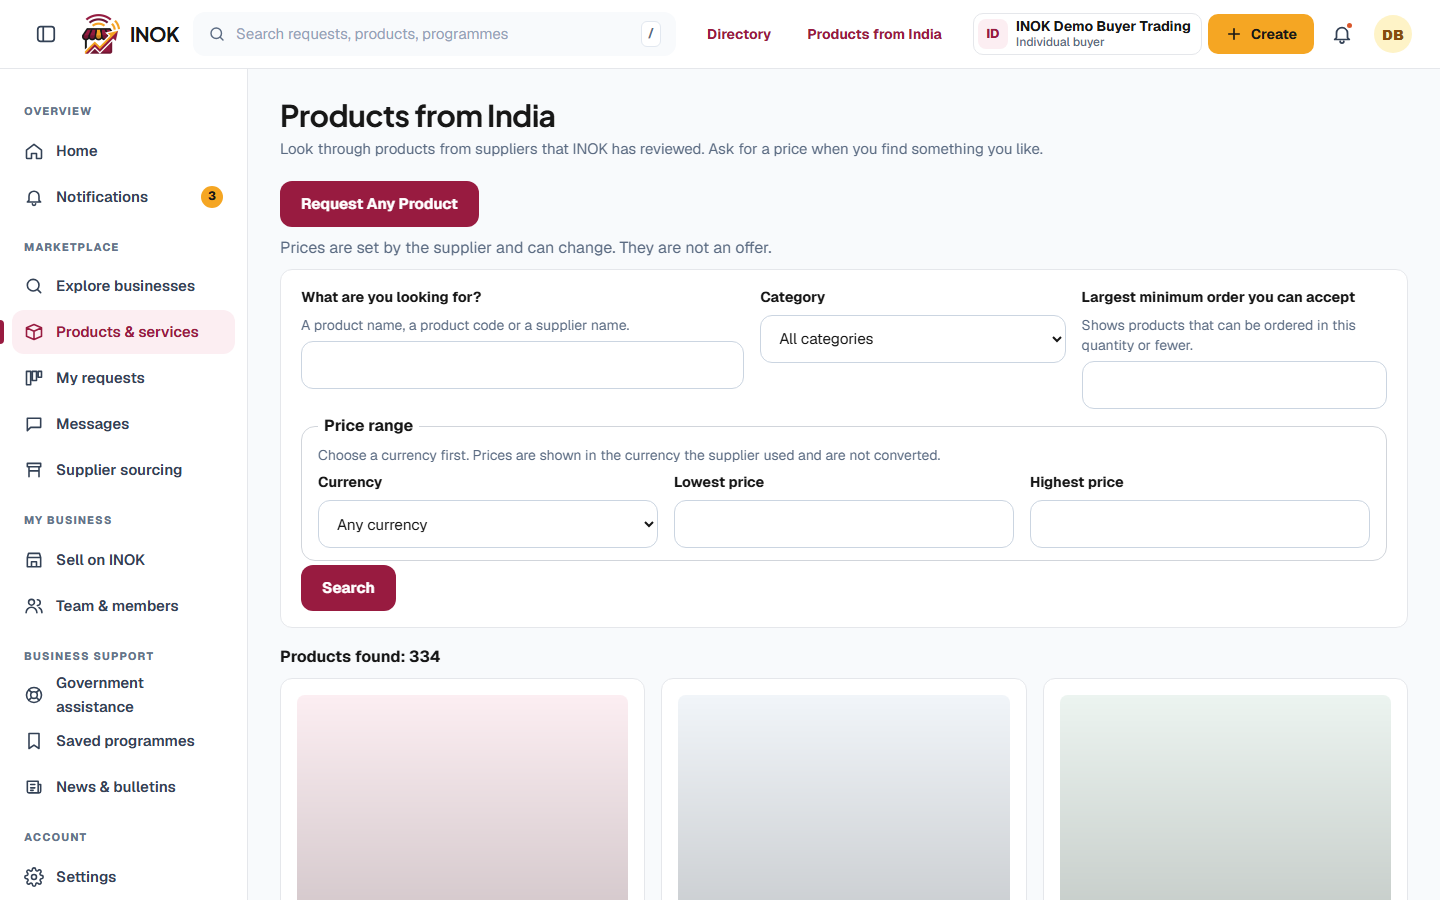 INOK
Search requests, products, programmes
/
Directory
Products from India
ID
INOK Demo Buyer Trading
Individual buyer
Create
DB
OVERVIEW
Home
Notifications
3
MARKETPLACE
Explore businesses
Products & services
My requests
Messages
Supplier sourcing
MY BUSINESS
Sell on INOK
Team & members
BUSINESS SUPPORT
Government
assistance
Saved programmes
News & bulletins
ACCOUNT
Settings
Products from India
Look through products from suppliers that INOK has reviewed. Ask for a price when you find something you like.
Request Any Product
Prices are set by the supplier and can change. They are not an offer.
What are you looking for?
A product name, a product code or a supplier name.
Category
All categories
Largest minimum order you can accept
Shows products that can be ordered in this
quantity or fewer.
Price range
Choose a currency first. Prices are shown in the currency the supplier used and are not converted.
Currency
Any currency
Lowest price
Highest price
Search
Products found: 334